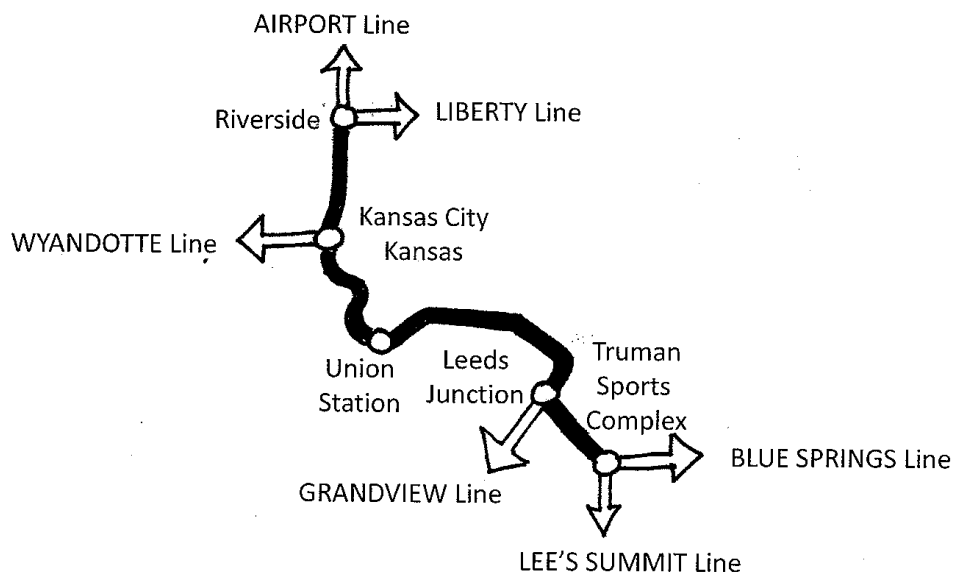 AIRPORT Line
Riverside
LIBERTY Line
Kansas City
Kansas
WYANDOTTE Line
Union
Station
Leeds
Junction
Truman
Sports
Complex
BLUE SPRINGS Line
GRANDVIEW Line
LEE'S SUMMIT Line